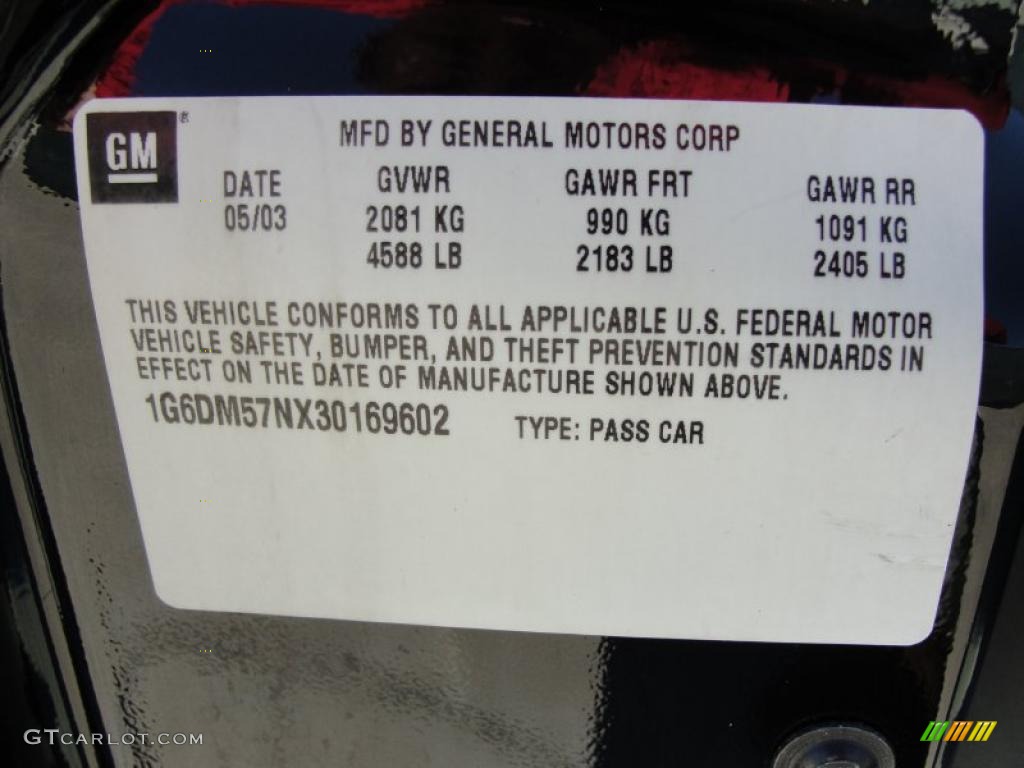 GM ®
MFD BY GENERAL MOTORS CORP
DATE GVWR GAWR FRT GAWR RR
05/03 2081 KG 990 KG 1091 KG
4588 LB 2183 LB 2405 LB
THIS VEHICLE CONFORMS TO ALL APPLICABLE U.S. FEDERAL MOTOR
VEHICLE SAFETY, BUMPER, AND THEFT PREVENTION STANDARDS IN
EFFECT ON THE DATE OF MANUFACTURE SHOWN ABOVE.
1G6DM57NX30169602 TYPE: PASS CAR
GTCARLOT.COM